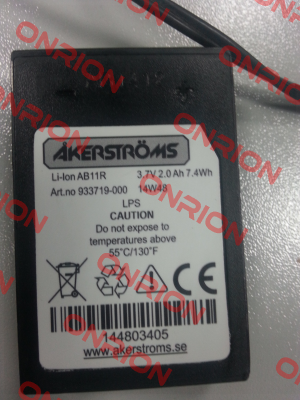 ONRION
ÅKERSTRÖMS
Li-Ion AB11R 3,7V 2.0 Ah 7.4Wh
Art.no 933719-000 14W48
LPS
CAUTION
Do not expose to
temperatures above
55°C/130°F
144803405
www.akerstroms.se